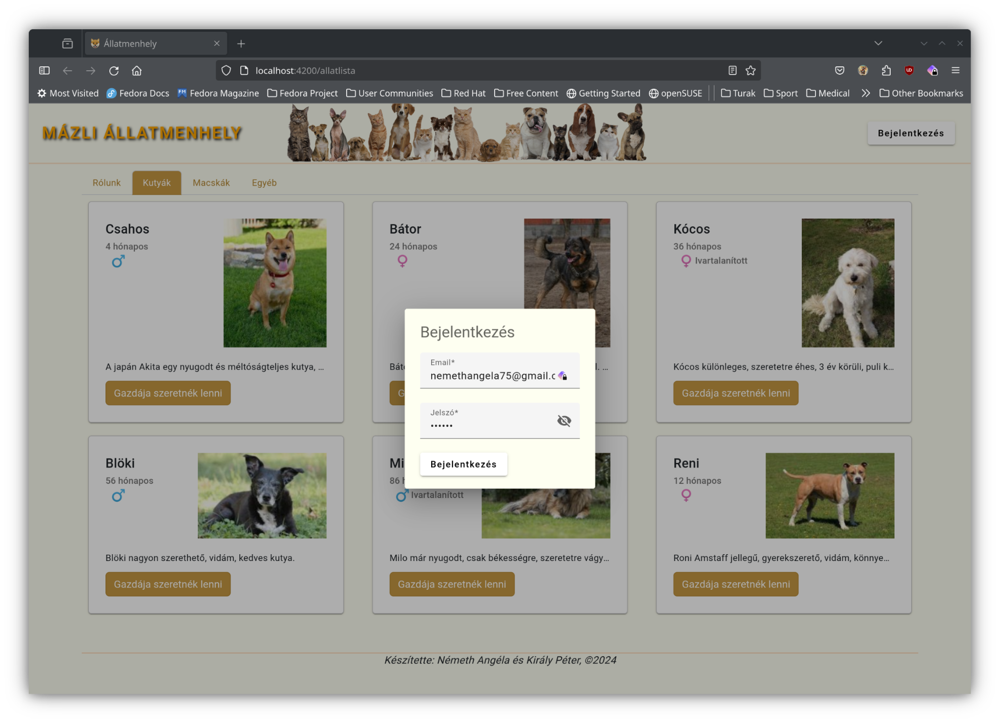 Állatmenhely
localhost:4200/allatlista
Most Visited Fedora Docs Fedora Magazine Fedora Project User Communities Red Hat Free Content Getting Started openSUSE Turak Sport Medical Other Bookmarks
MÁZLI ÁLLATMENHELY
Bejelentkezés
Rólunk Kutyák Macskák Egyéb
Csahos
4 hónapos
A japán Akita egy nyugodt és méltóságteljes kutya, ...
Gazdája szeretnék lenni
Bátor
24 hónapos
Kócos
36 hónapos
Ivartalanított
Kócos különleges, szeretetre éhes, 3 év körüli, puli k...
Gazdája szeretnék lenni
Bejelentkezés
Email*
nemethangela75@gmail.c
Jelszó*
••••••
Bejelentkezés
Blöki
56 hónapos
Blöki nagyon szerethető, vidám, kedves kutya.
Gazdája szeretnék lenni
Mi
86 h
Ivartalanított
Milo már nyugodt, csak békességre, szeretetre vágy...
Gazdája szeretnék lenni
Reni
12 hónapos
Roni Amstaff jellegű, gyerekszerető, vidám, könnye...
Gazdája szeretnék lenni
Készítette: Németh Angéla és Király Péter, ©2024